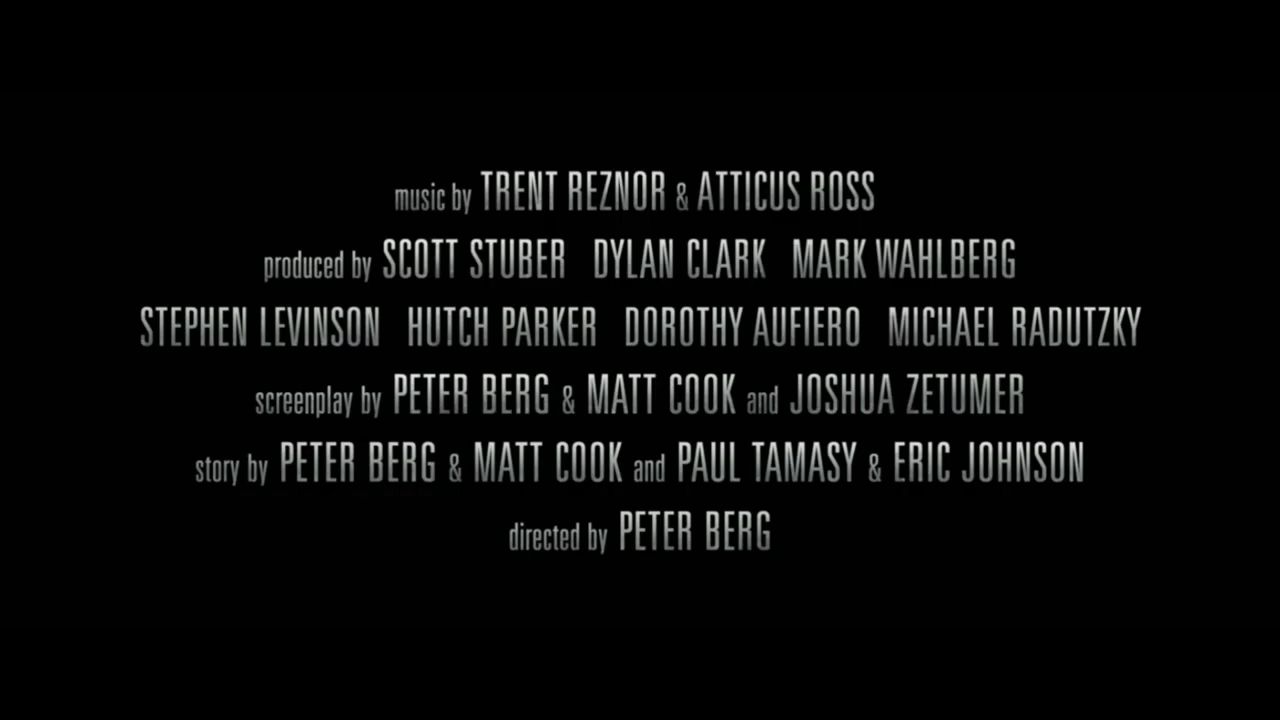 music by TRENT REZNOR & ATTICUS ROSS
produced by SCOTT STUBER DYLAN CLARK MARK WAHLBERG
STEPHEN LEVINSON HUTCH PARKER DOROTHY AUFIERO MICHAEL RADUTZKY
screenplay by PETER BERG & MATT COOK and JOSHUA ZETUMER
story by PETER BERG & MATT COOK and PAUL TAMASY & ERIC JOHNSON
directed by PETER BERG